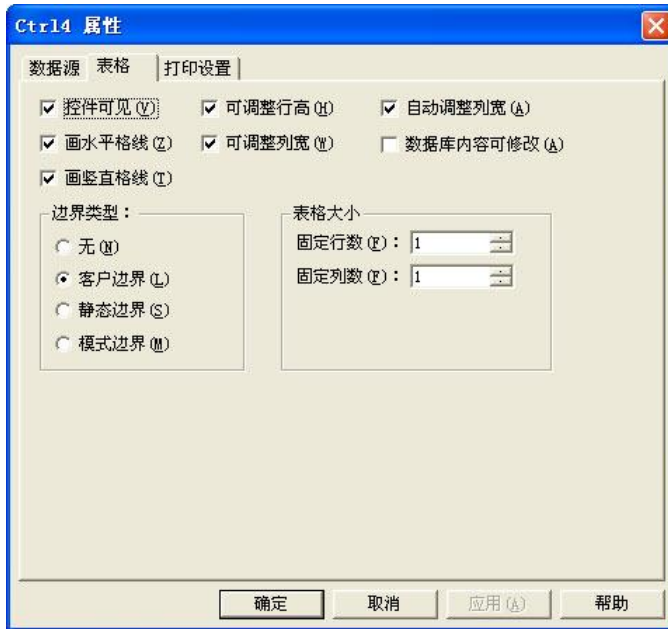 Ctrl4 属性
数据源 表格 打印设置
控件可见(V) 可调整行高(H) 自动调整列宽(A)
画水平格线(Z) 可调整列宽(W) 数据库内容可修改(A)
画竖直格线(T)
边界类型： 表格大小
无(N) 固定行数(F)：1
客户边界(L) 固定列数(F)：1
静态边界(S)
模式边界(M)
确定 取消 应用(A) 帮助